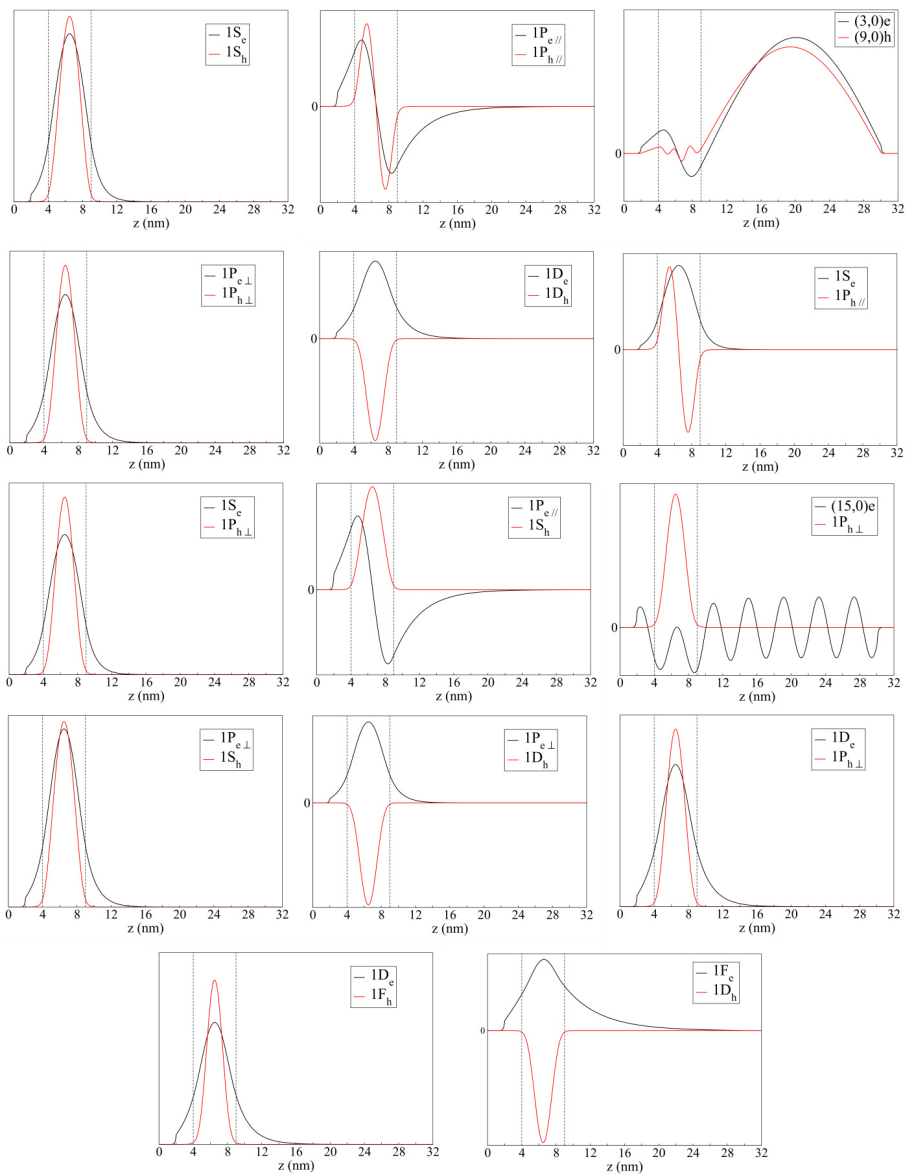 1S_e
1S_h
0 4 8 12 16 20 24 28 32
z (nm)
1P_e//
1P_h//
0
0 4 8 12 16 20 24 28 32
z (nm)
(3,0)e
(9,0)h
0
0 4 8 12 16 20 24 28 32
z (nm)
1P_e⊥
1P_h⊥
0 4 8 12 16 20 24 28 32
z (nm)
1D_e
1D_h
0
0 4 8 12 16 20 24 28 32
z (nm)
1S_e
1P_h//
0
0 4 8 12 16 20 24 28 32
z (nm)
1S_e
1P_h⊥
0 4 8 12 16 20 24 28 32
z (nm)
1P_e//
1S_h
0
0 4 8 12 16 20 24 28 32
z (nm)
(15,0)e
1P_h⊥
0
0 4 8 12 16 20 24 28 32
z (nm)
1P_e⊥
1S_h
0 4 8 12 16 20 24 28 32
z (nm)
1P_e⊥
1D_h
0
0 4 8 12 16 20 24 28 32
z (nm)
1D_e
1P_h⊥
0 4 8 12 16 20 24 28 32
z (nm)
1D_e
1F_h
0 4 8 12 16 20 24 28 32
z (nm)
1F_e
1D_h
0
0 4 8 12 16 20 24 28 32
z (nm)